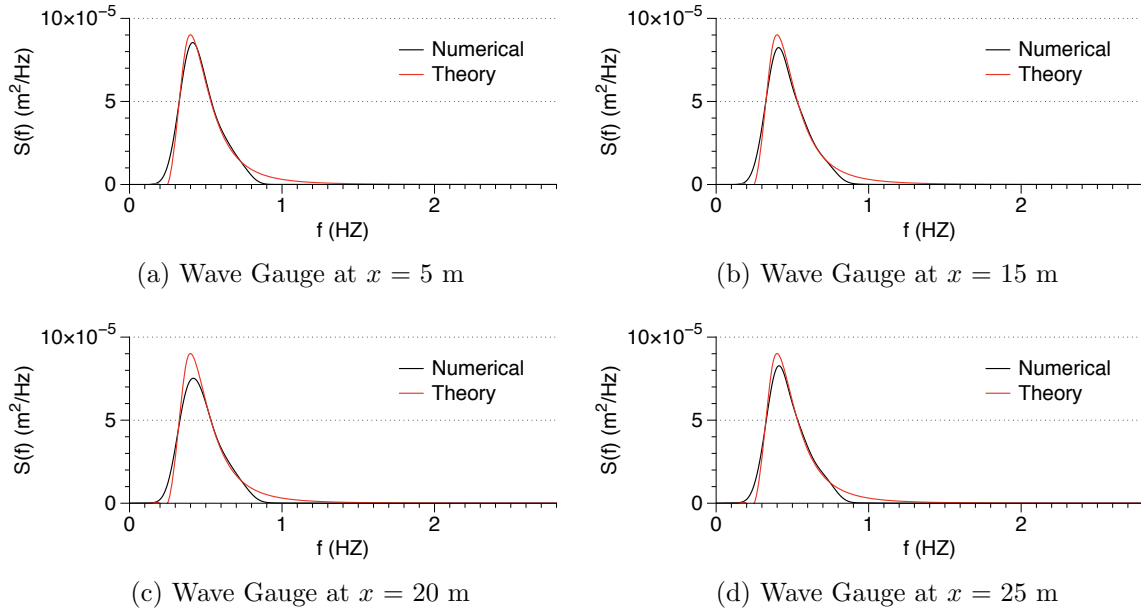 10×10⁻⁵
5
0
S(f) (m²/Hz)
Numerical
Theory
0 1 2
f (HZ)
(a) Wave Gauge at x = 5 m
10×10⁻⁵
5
0
S(f) (m²/Hz)
Numerical
Theory
0 1 2
f (HZ)
(b) Wave Gauge at x = 15 m
10×10⁻⁵
5
0
S(f) (m²/Hz)
Numerical
Theory
0 1 2
f (HZ)
(c) Wave Gauge at x = 20 m
10×10⁻⁵
5
0
S(f) (m²/Hz)
Numerical
Theory
0 1 2
f (HZ)
(d) Wave Gauge at x = 25 m